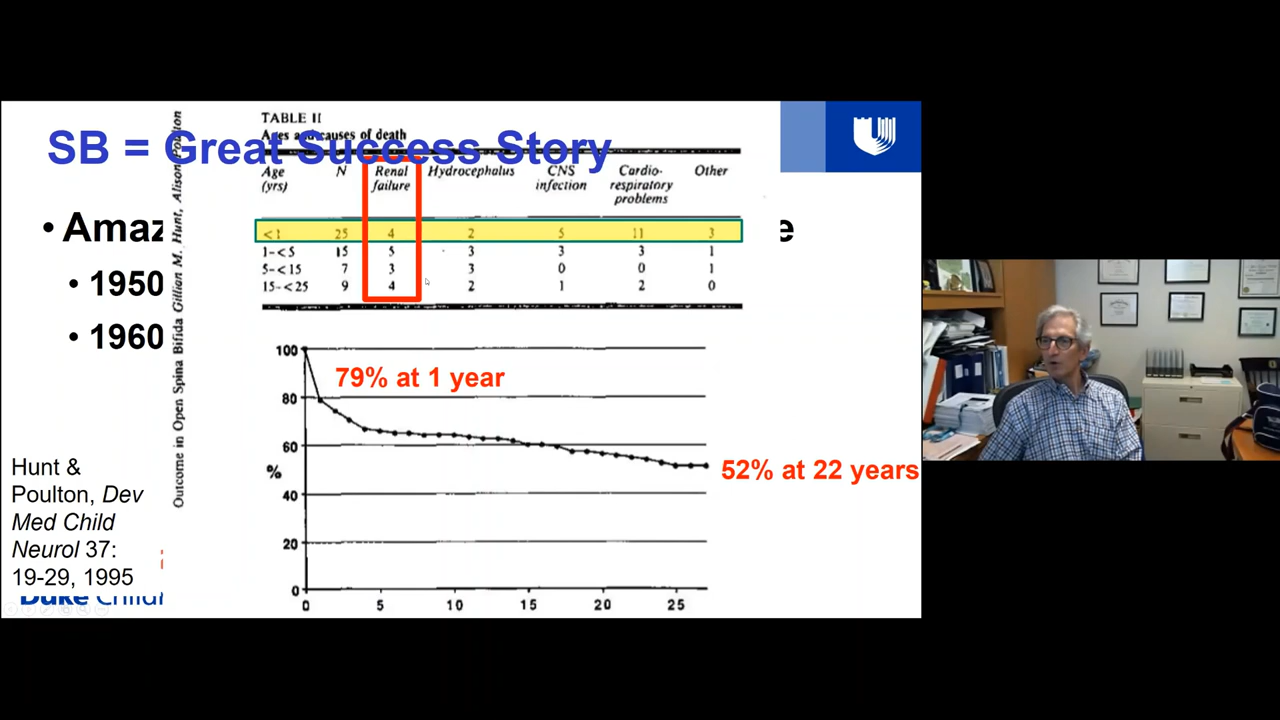 SB = Great Success Story
TABLE II
Ages and causes of death
Age (yrs) N Renal failure Hydrocephalus CNS infection Cardio-respiratory problems Other
<1 25 4 2 5 11 3
1-<5 15 5 3 3 3 1
5-<15 7 3 3 0 0 1
15-<25 9 4 2 1 2 0
• Amaz
e
• 1950
• 1960
Outcome in Open Spina Bifida Gillian M. Hunt, Alison Poulton
100
80
60
%
40
20
0
0 5 10 15 20 25
79% at 1 year
52% at 22 years
Hunt &
Poulton, Dev
Med Child
Neurol 37:
19-29, 1995
Duke Child